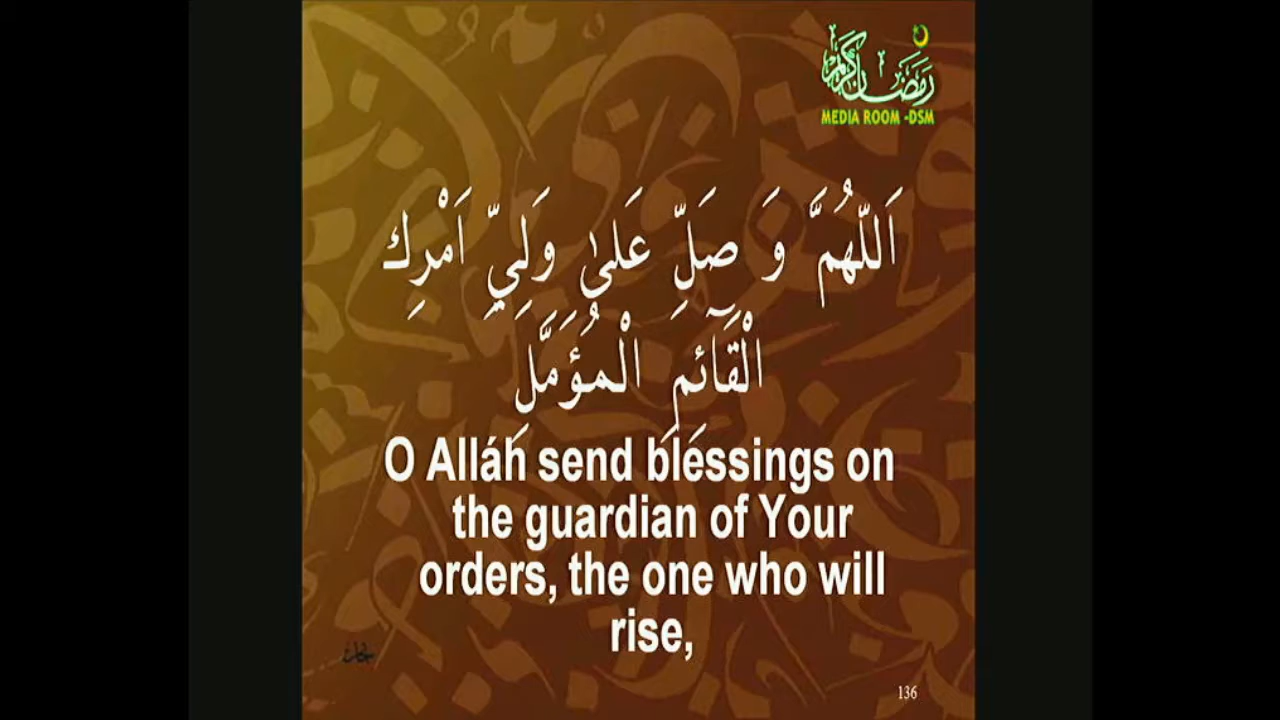 رمضان كريم
MEDIA ROOM -DSM
اَللّٰهُمَّ وَ صَلِّ عَلىٰ وَلِيِّ اَمْرِكَ
الْقَآئِمِ الْمُؤَمَّلِ
O Alláh send blessings on
the guardian of Your
orders, the one who will
rise,
136